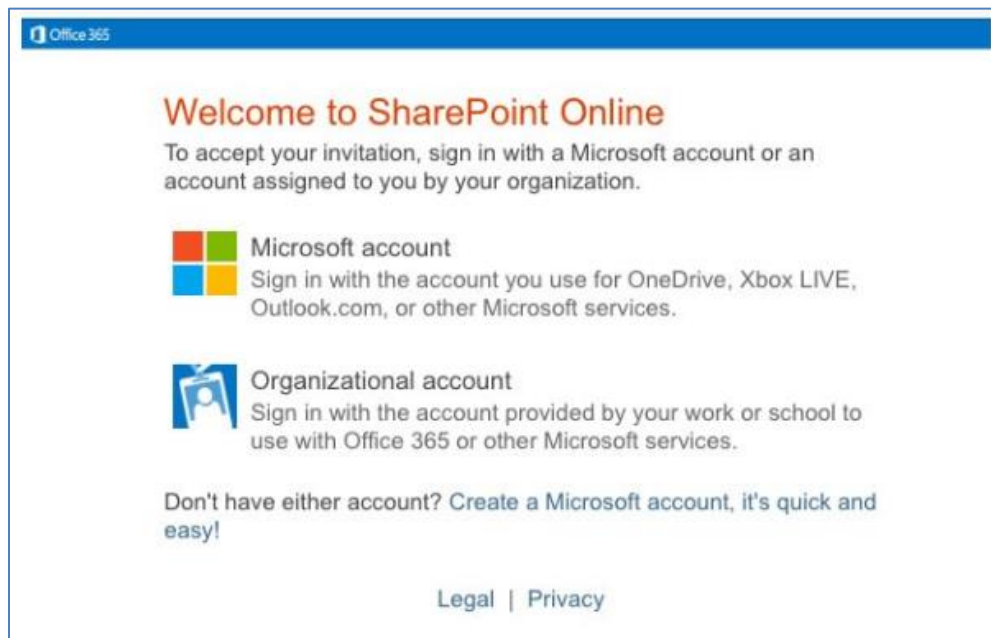 Office 365
Welcome to SharePoint Online
To accept your invitation, sign in with a Microsoft account or an
account assigned to you by your organization.
Microsoft account
Sign in with the account you use for OneDrive, Xbox LIVE,
Outlook.com, or other Microsoft services.
Organizational account
Sign in with the account provided by your work or school to
use with Office 365 or other Microsoft services.
Don't have either account? Create a Microsoft account, it's quick and
easy!
Legal | Privacy